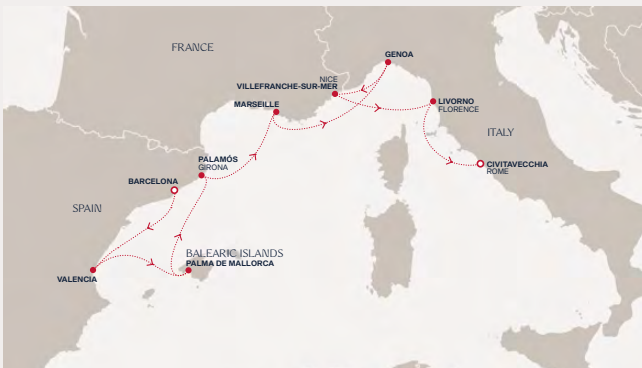 FRANCE
GENOA
NICE
VILLEFRANCHE-SUR-MER
MARSEILLE
LIVORNO
FLORENCE
ITALY
PALAMÓS
GIRONA
CIVITAVECCHIA
ROME
BARCELONA
SPAIN
BALEARIC ISLANDS
PALMA DE MALLORCA
VALENCIA